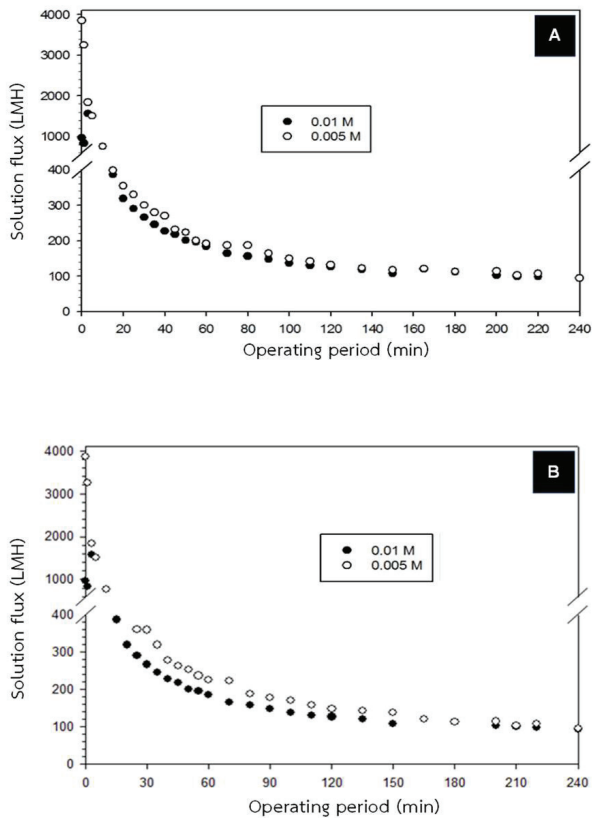 A
4000
3000
2000
1000
400
300
200
100
0
Solution flux (LMH)
0.01 M
0.005 M
0 20 40 60 80 100 120 140 160 180 200 220 240
Operating period (min)
B
4000
3000
2000
1000
400
300
200
100
0
Solution flux (LMH)
0.01 M
0.005 M
0 30 60 90 120 150 180 210 240
Operating period (min)